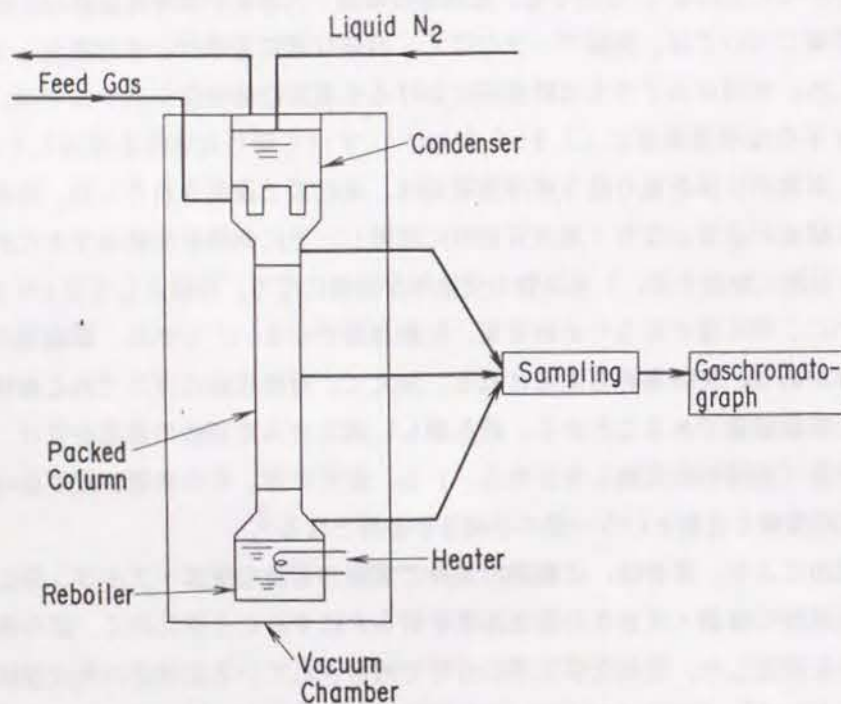 Liquid N2
Feed Gas
Condenser
Sampling
Gaschromato-
graph
Packed
Column
Heater
Reboiler
Vacuum
Chamber